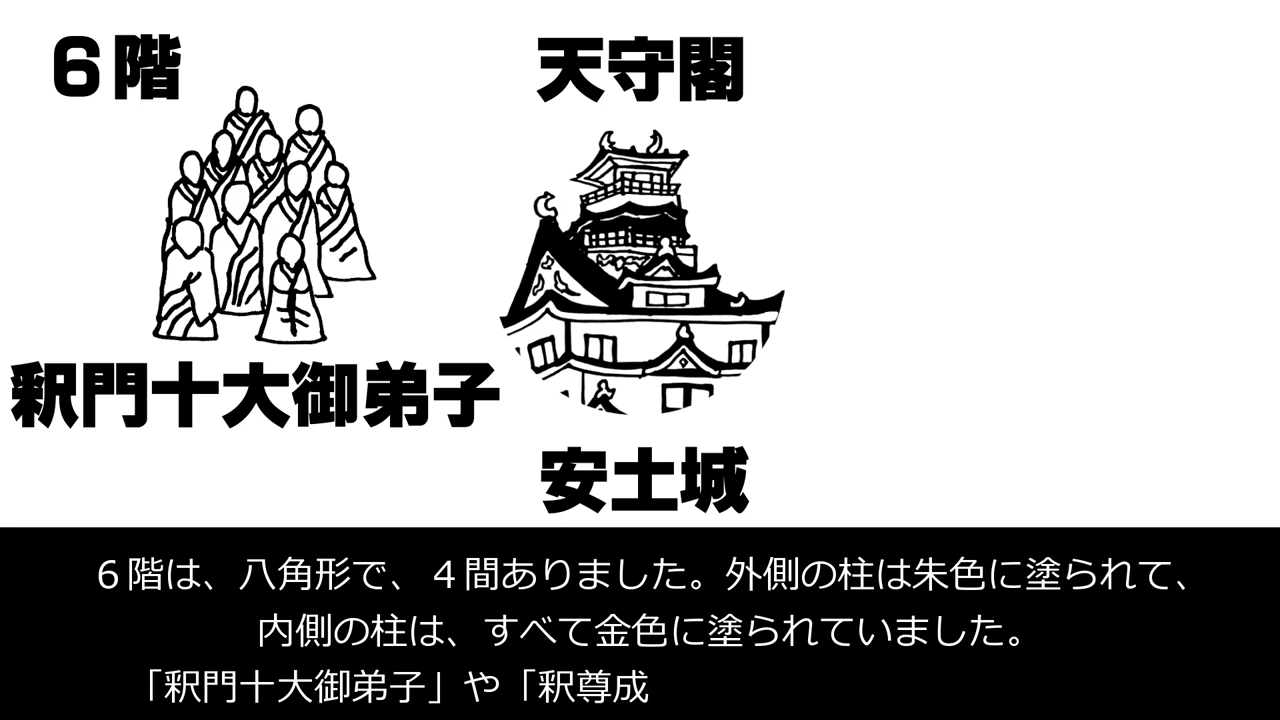 ６階
天守閣
釈門十大御弟子
安土城
６階は、八角形で、４間ありました。外側の柱は朱色に塗られて、
内側の柱は、すべて金色に塗られていました。
「釈門十大御弟子」や「釈尊成